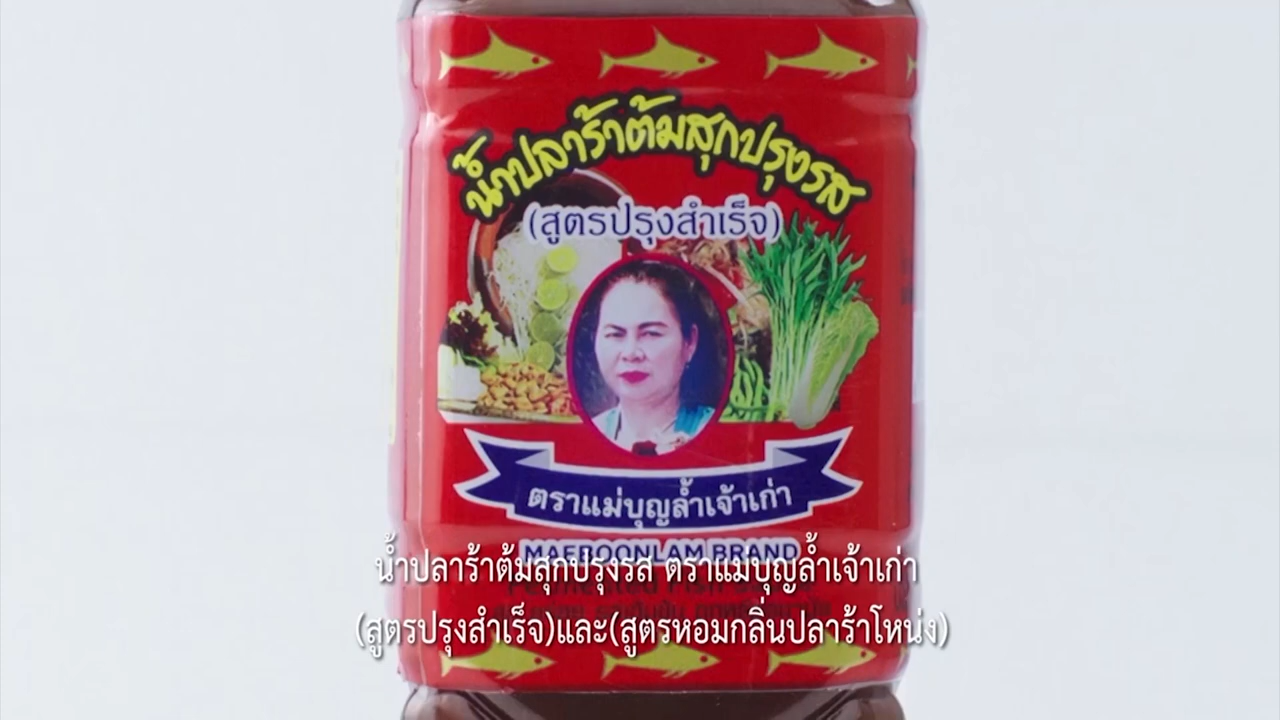 น้ำปลาร้าต้มสุกปรุงรส
(สูตรปรุงสำเร็จ)
ตราแม่บุญล้ำเจ้าเก่า
MAEBOONLAM BRAND
น้ำปลาร้าต้มสุกปรุงรส ตราแม่บุญล้ำเจ้าเก่า
(สูตรปรุงสำเร็จ)และ(สูตรหอมกลิ่นปลาร้าโหน่ง)